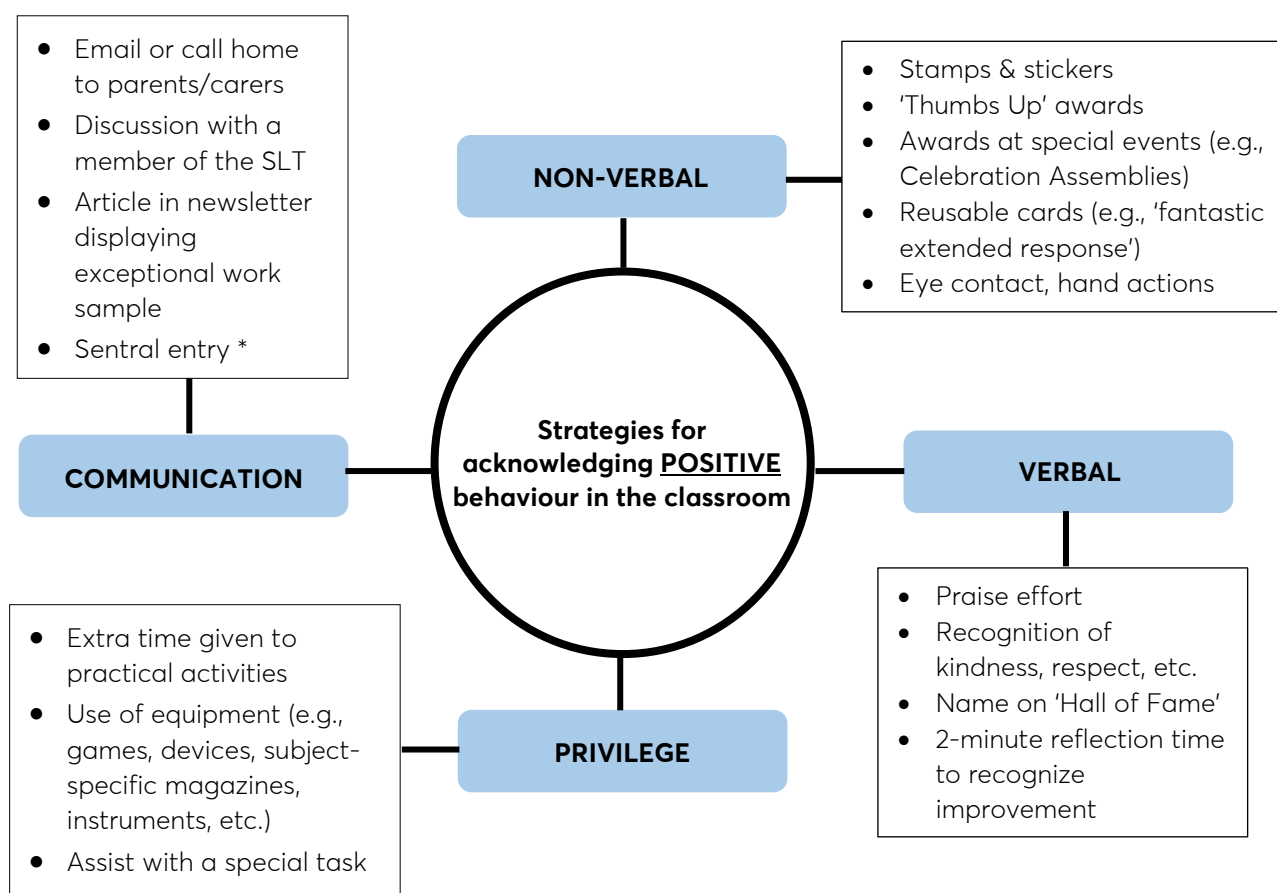 • Email or call home
to parents/carers
• Discussion with a
member of the SLT
• Article in newsletter
displaying
exceptional work
sample
• Sentral entry *
COMMUNICATION
NON-VERBAL
• Stamps & stickers
• ‘Thumbs Up’ awards
• Awards at special events (e.g.,
Celebration Assemblies)
• Reusable cards (e.g., ‘fantastic
extended response’)
• Eye contact, hand actions
Strategies for
acknowledging POSITIVE
behaviour in the classroom
VERBAL
• Praise effort
• Recognition of
kindness, respect, etc.
• Name on ‘Hall of Fame’
• 2-minute reflection time
to recognize
improvement
PRIVILEGE
• Extra time given to
practical activities
• Use of equipment (e.g.,
games, devices, subject-
specific magazines,
instruments, etc.)
• Assist with a special task